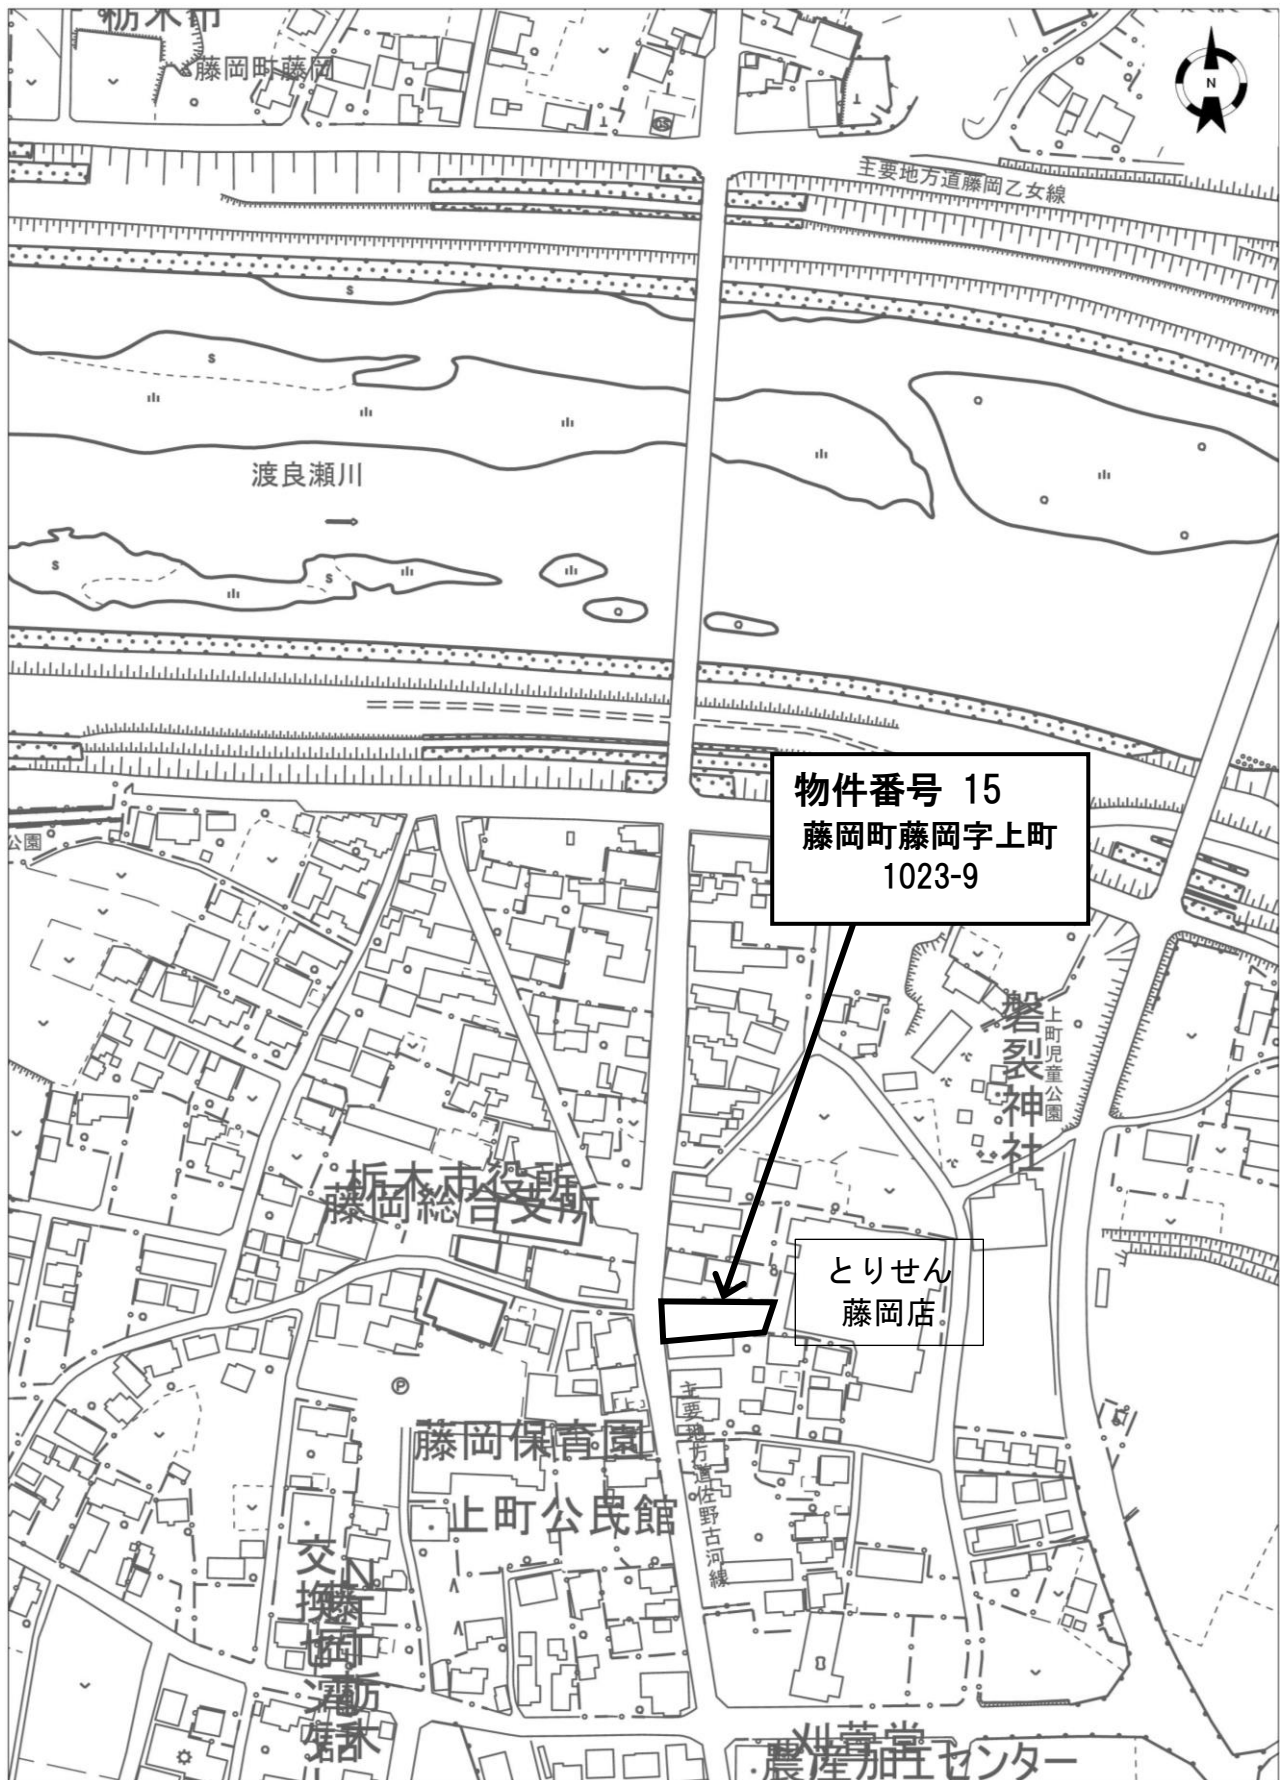 栃木市
藤岡町藤岡
N
主要地方道藤岡乙女線
渡良瀬川
物件番号 15
藤岡町藤岡字上町
1023-9
公園
磐裂神社
上町児童公園
栃木市役所
藤岡総合支所
とりせん
藤岡店
P
主要地方道佐野古河線
藤岡保育園
上町公民館
農産加工センター